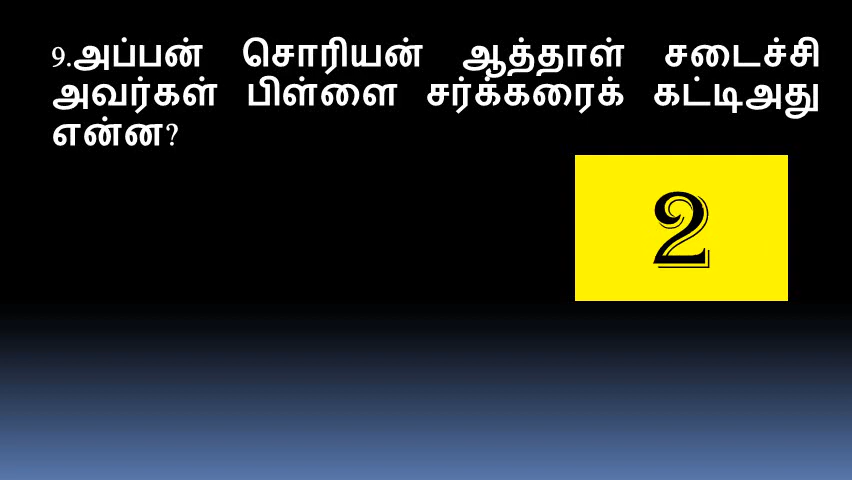 9.அப்பன் சொரியன் ஆத்தாள் சடைச்சி
அவர்கள் பிள்ளை சர்க்கரைக் கட்டிஅது
என்ன?
2